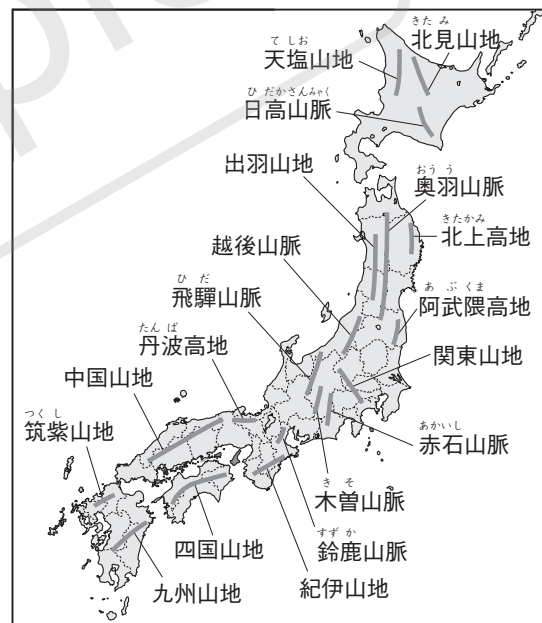 てしお
天塩山地
きたみ
北見山地
ひだかさんみゃく
日高山脈
出羽山地
おうう
奥羽山脈
きたかみ
北上高地
越後山脈
あぶくま
阿武隈高地
ひだ
飛驒山脈
関東山地
たんば
丹波高地
中国山地
あかいし
赤石山脈
つくし
筑紫山地
きそ
木曽山脈
すずか
鈴鹿山脈
四国山地
紀伊山地
九州山地